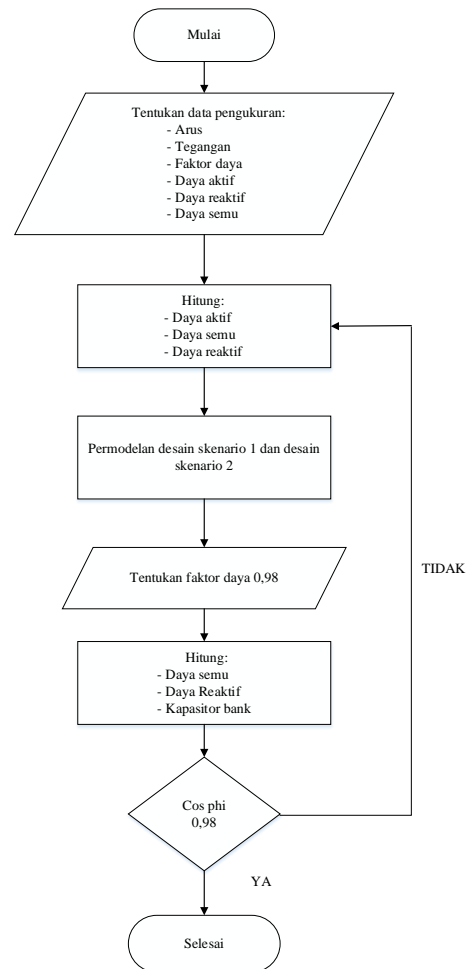 Mulai
Tentukan data pengukuran:
- Arus
- Tegangan
- Faktor daya
- Daya aktif
- Daya reaktif
- Daya semu
Hitung:
- Daya aktif
- Daya semu
- Daya reaktif
Permodelan desain skenario 1 dan desain
skenario 2
Tentukan faktor daya 0,98
TIDAK
Hitung:
- Daya semu
- Daya Reaktif
- Kapasitor bank
Cos phi
0,98
YA
Selesai